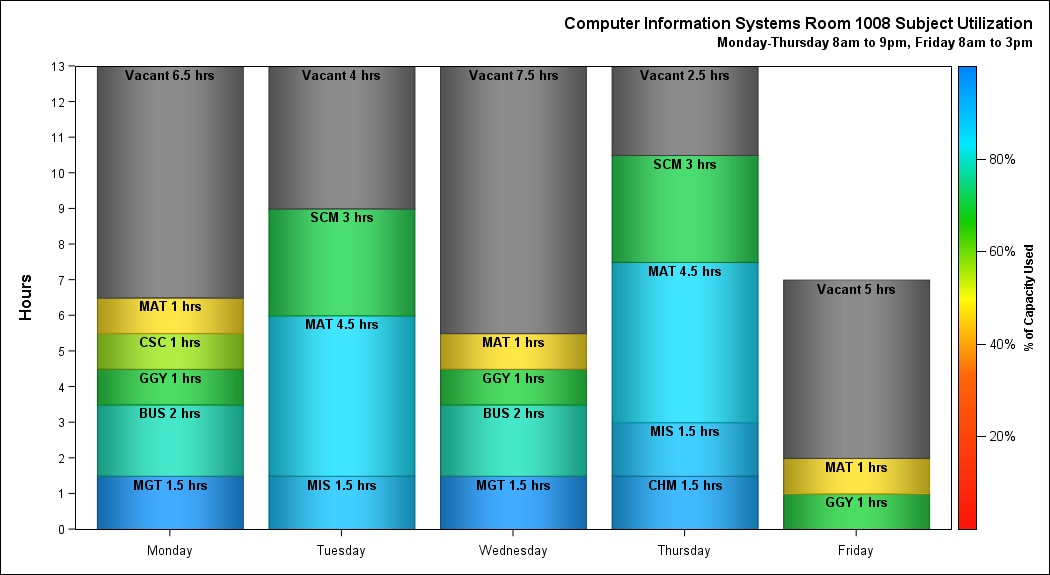 Computer Information Systems Room 1008 Subject Utilization
Monday-Thursday 8am to 9pm, Friday 8am to 3pm
Hours
13
12
11
10
9
8
7
6
5
4
3
2
1
0
Vacant 6.5 hrs
MAT 1 hrs
CSC 1 hrs
GGY 1 hrs
BUS 2 hrs
MGT 1.5 hrs
Monday
Vacant 4 hrs
SCM 3 hrs
MAT 4.5 hrs
MIS 1.5 hrs
Tuesday
Vacant 7.5 hrs
MAT 1 hrs
GGY 1 hrs
BUS 2 hrs
MGT 1.5 hrs
Wednesday
Vacant 2.5 hrs
SCM 3 hrs
MAT 4.5 hrs
MIS 1.5 hrs
CHM 1.5 hrs
Thursday
Vacant 5 hrs
MAT 1 hrs
GGY 1 hrs
Friday
80%
60%
40%
20%
% of Capacity Used